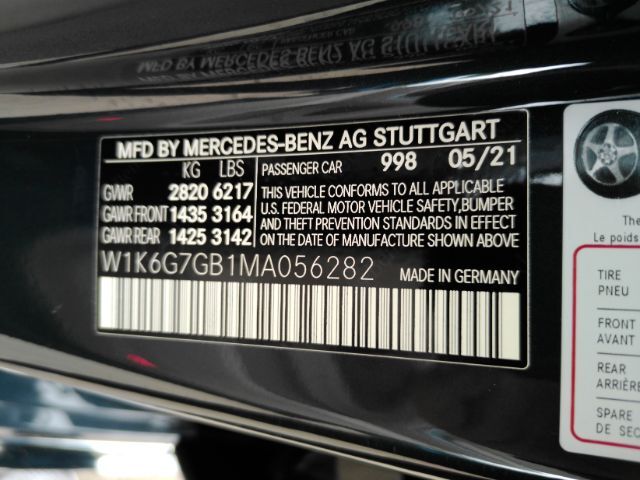 MFD BY MERCEDES-BENZ AG STUTTGART
KG LBS
GVWR 2820 6217
GAWR FRONT 1435 3164
GAWR REAR 1425 3142
PASSENGER CAR 998 05/21
THIS VEHICLE CONFORMS TO ALL APPLICABLE
U.S. FEDERAL MOTOR VEHICLE SAFETY,BUMPER
AND THEFT PREVENTION STANDARDS IN EFFECT
ON THE DATE OF MANUFACTURE SHOWN ABOVE
W1K6G7GB1MA056282 MADE IN GERMANY
The
Le poids
TIRE
PNEU
FRONT
AVANT
REAR
ARRIÈRE
SPARE
DE SEC